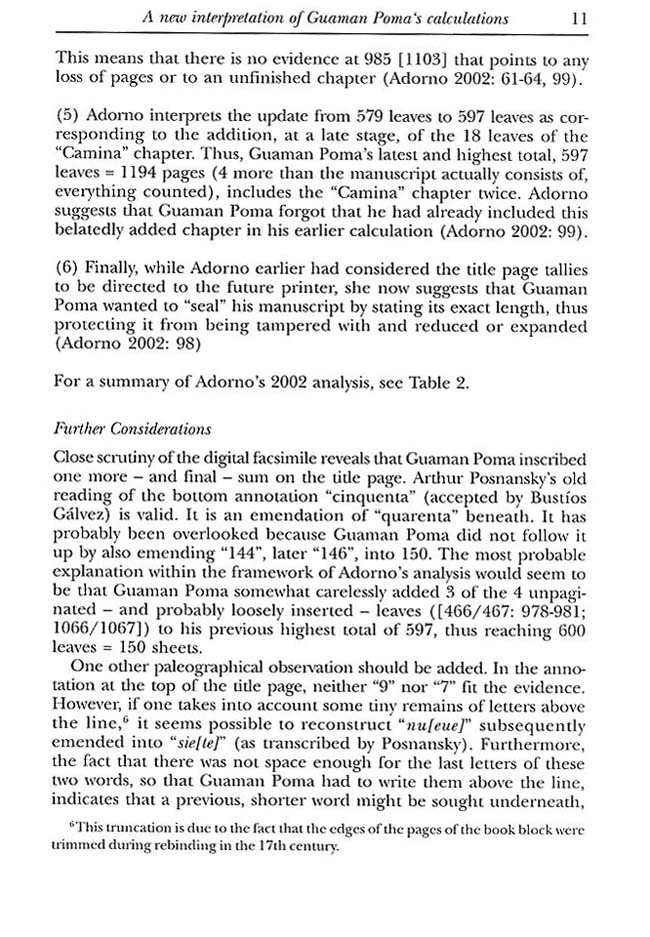 A new interpretation of Guaman Poma‘s calculations 11
This means that there is no evidence at 985 [1103] that points to any
loss of pages or to an unfinished chapter (Adorno 2002: 61-64, 99).
(5) Adorno interprets the update from 579 leaves to 597 leaves as cor-
responding to the addition, at a late stage, of the 18 leaves of the
“Camina” chapter. Thus, Guaman Poma’s latest and highest total, 597
leaves = 1194 pages (4 more than the manuscript actually consists of,
everything counted), includes the “Camina” chapter twice. Adorno
suggests that Guaman Poma forgot that he had already included this
belatedly added chapter in his earlier calculation (Adorno 2002: 99).
(6) Finally, while Adorno earlier had considered the title page tallies
to be directed to the future printer, she now suggests that Guaman
Poma wanted to “seal” his manuscript by stating its exact length, thus
protecting it from being tampered with and reduced or expanded
(Adorno 2002: 98)
For a summary of Adorno’s 2002 analysis, see Table 2.
Further Considerations
Close scrutiny of the digital facsimile reveals that Guaman Poma inscribed
one more – and final – sum on the title page. Arthur Posnansky’s old
reading of the bottom annotation “cinquenta” (accepted by Bustíos
Gálvez) is valid. It is an emendation of “quarenta” beneath. It has
probably been overlooked because Guaman Poma did not follow it
up by also emending “144”, later “146”, into 150. The most probable
explanation within the framework of Adorno’s analysis would seem to
be that Guaman Poma somewhat carelessly added 3 of the 4 unpagi-
nated – and probably loosely inserted – leaves ([466/467: 978-981;
1066/1067]) to his previous highest total of 597, thus reaching 600
leaves = 150 sheets.
One other paleographical observation should be added. In the anno-
tation at the top of the title page, neither “9” nor “7” fit the evidence.
However, if one takes into account some tiny remains of letters above
the line,⁶ it seems possible to reconstruct “nu[eue]” subsequently
emended into “sie[te]” (as transcribed by Posnansky). Furthermore,
the fact that there was not space enough for the last letters of these
two words, so that Guaman Poma had to write them above the line,
indicates that a previous, shorter word might be sought underneath,
⁶This truncation is due to the fact that the edges of the pages of the book block were
trimmed during rebinding in the 17th century.